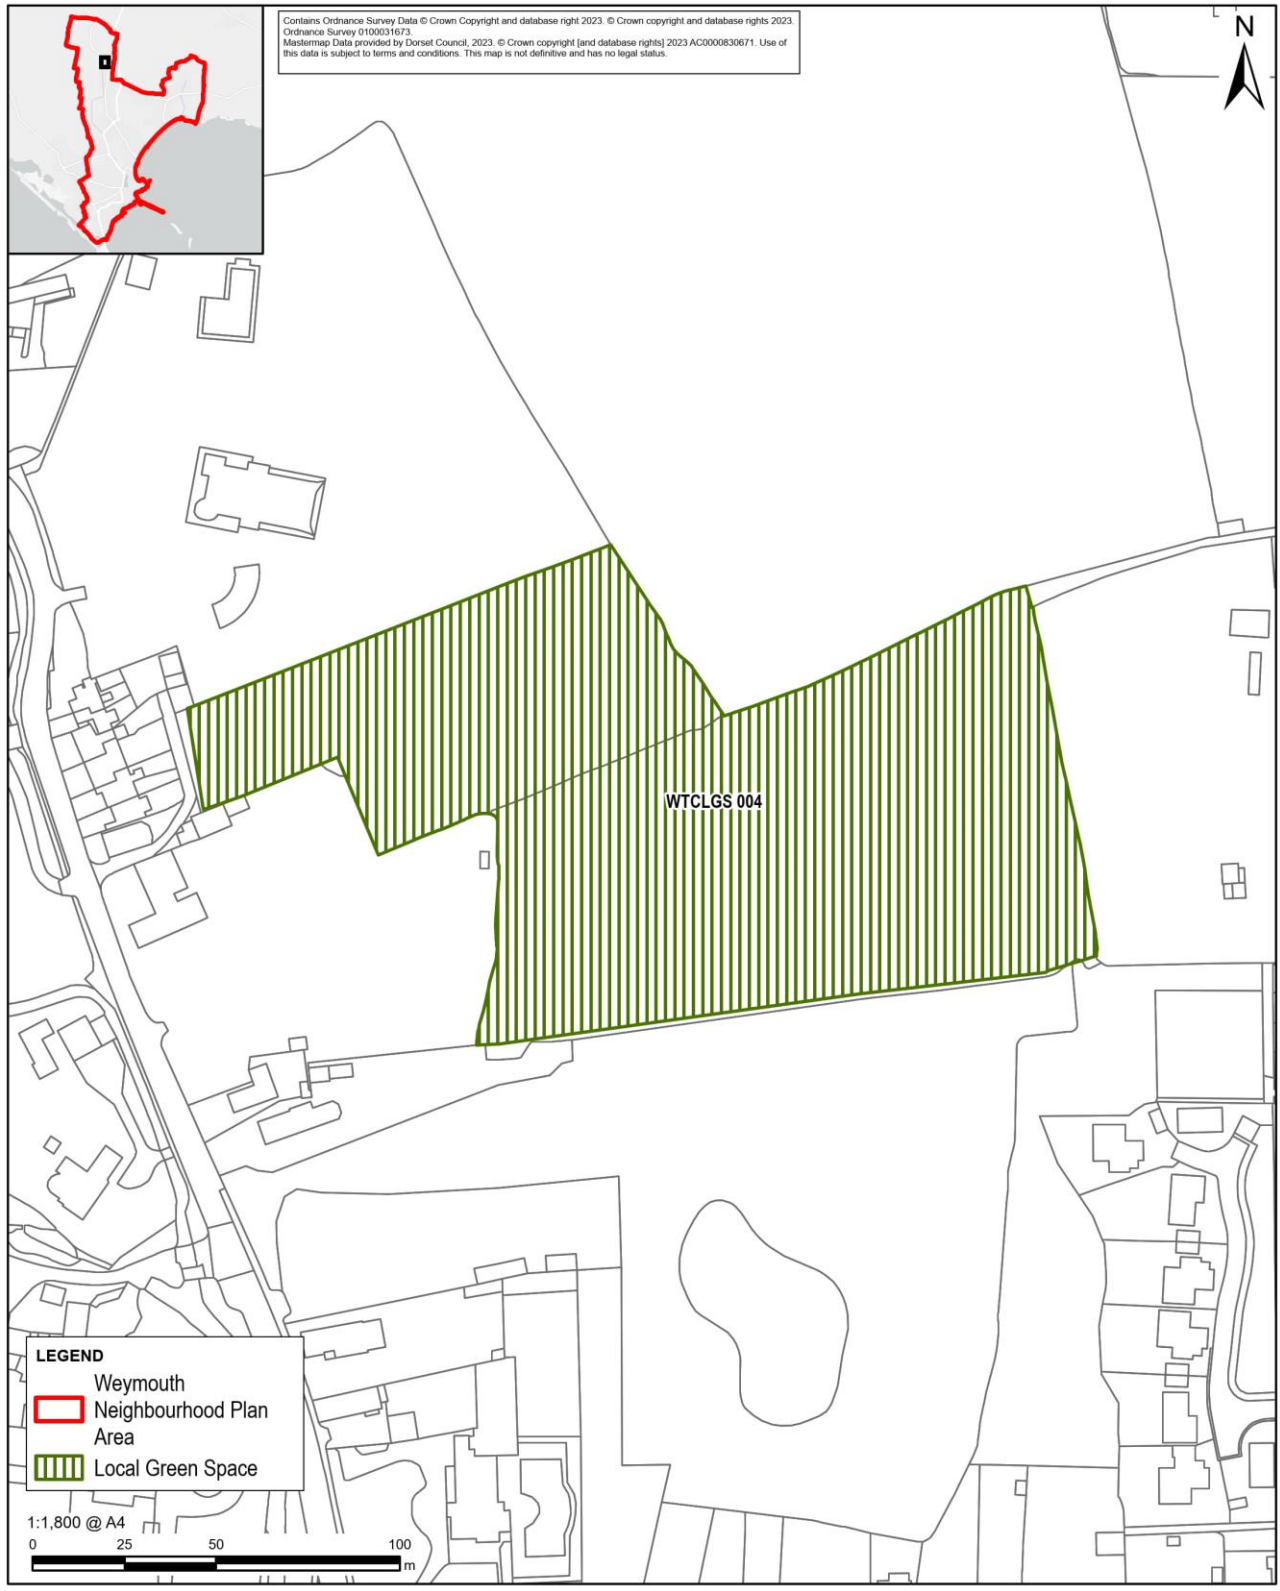 Contains Ordnance Survey Data © Crown Copyright and database right 2023. © Crown copyright and database rights 2023.
Ordnance Survey 0100031673.
Mastermap Data provided by Dorset Council, 2023. © Crown copyright [and database rights] 2023 AC0000830671. Use of
this data is subject to terms and conditions. This map is not definitive and has no legal status.
N
WTCLGS 004
LEGEND
Weymouth
Neighbourhood Plan
Area
Local Green Space
1:1,800 @ A4
0 25 50 100
m